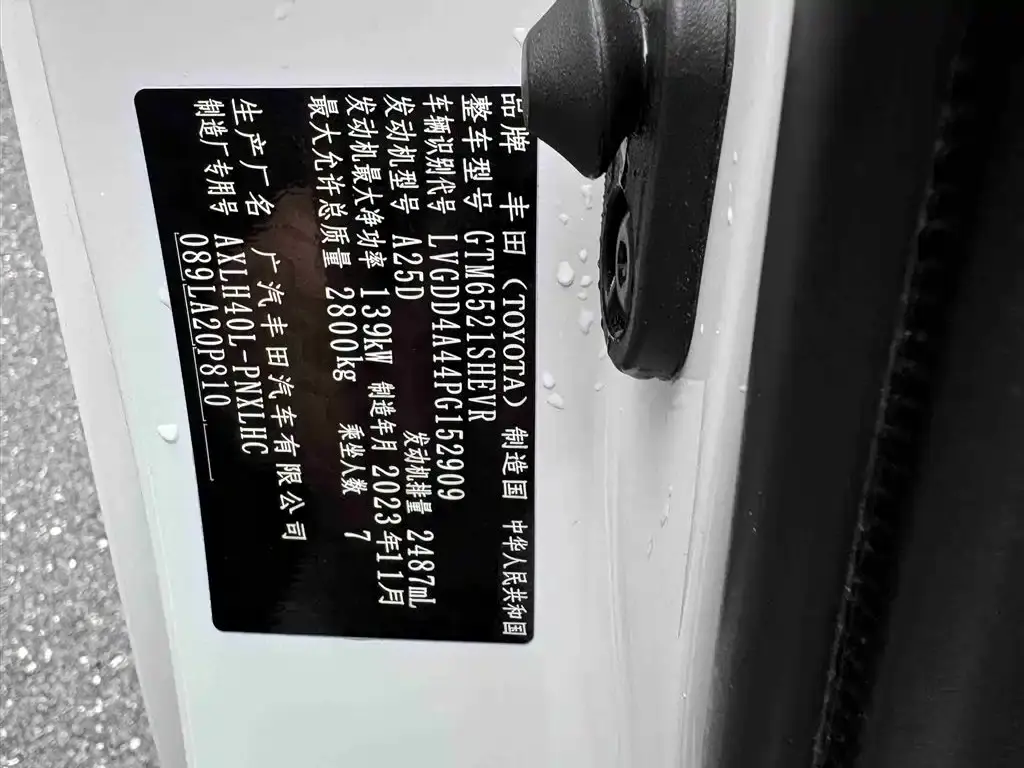 品牌 丰田（TOYOTA） 制造国 中华人民共和国
整车型号 GTM6521SHEVR
车辆识别代号 LVGDD4A44PG152909
发动机型号 A25D 发动机排量 2487mL
发动机最大净功率 139kW 制造年月 2023年11月
最大允许总质量 2800kg 乘坐人数 7
生产厂名 广汽丰田汽车有限公司
制造厂专用号 AXLH40L-PNXLHC
089LA20P810